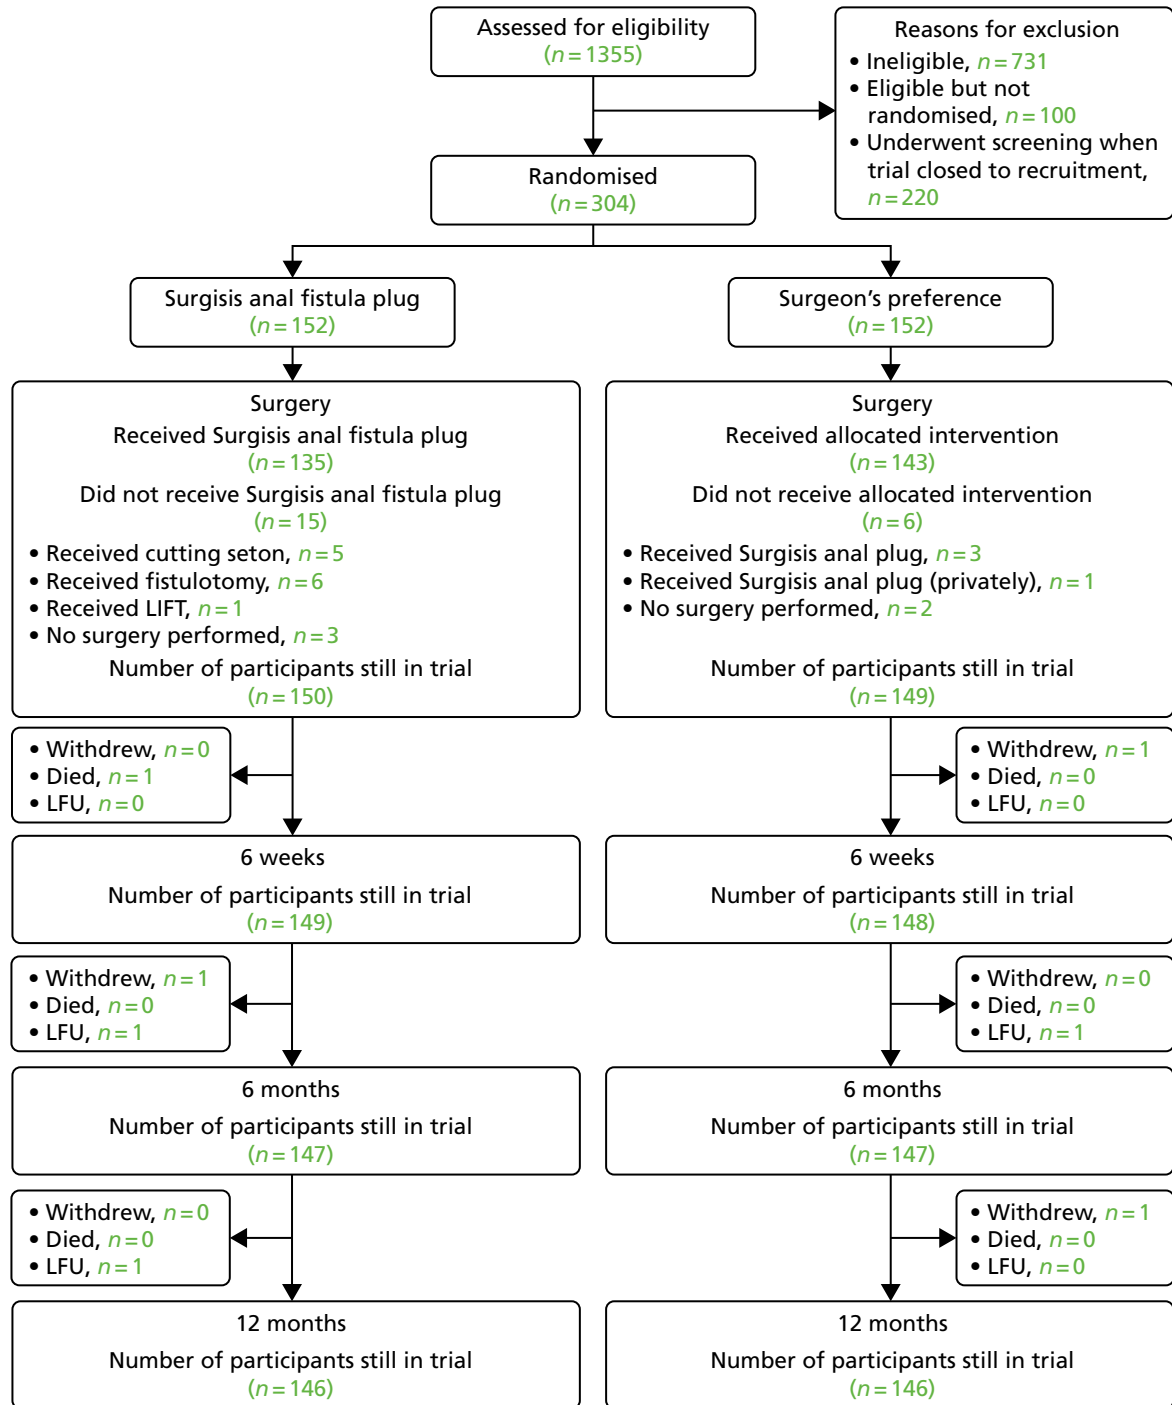 Assessed for eligibility
(n=1355)
Reasons for exclusion
• Ineligible, n=731
• Eligible but not
randomised, n=100
• Underwent screening when
trial closed to recruitment,
n=220
Randomised
(n=304)
Surgisis anal fistula plug
(n=152)
Surgeon's preference
(n=152)
Surgery
Received Surgisis anal fistula plug
(n=135)
Did not receive Surgisis anal fistula plug
(n=15)
• Received cutting seton, n=5
• Received fistulotomy, n=6
• Received LIFT, n=1
• No surgery performed, n=3
Number of participants still in trial
(n=150)
Surgery
Received allocated intervention
(n=143)
Did not receive allocated intervention
(n=6)
• Received Surgisis anal plug, n=3
• Received Surgisis anal plug (privately), n=1
• No surgery performed, n=2
Number of participants still in trial
(n=149)
• Withdrew, n=0
• Died, n=1
• LFU, n=0
• Withdrew, n=1
• Died, n=0
• LFU, n=0
6 weeks
Number of participants still in trial
(n=149)
6 weeks
Number of participants still in trial
(n=148)
• Withdrew, n=1
• Died, n=0
• LFU, n=1
• Withdrew, n=0
• Died, n=0
• LFU, n=1
6 months
Number of participants still in trial
(n=147)
6 months
Number of participants still in trial
(n=147)
• Withdrew, n=0
• Died, n=0
• LFU, n=1
• Withdrew, n=1
• Died, n=0
• LFU, n=0
12 months
Number of participants still in trial
(n=146)
12 months
Number of participants still in trial
(n=146)